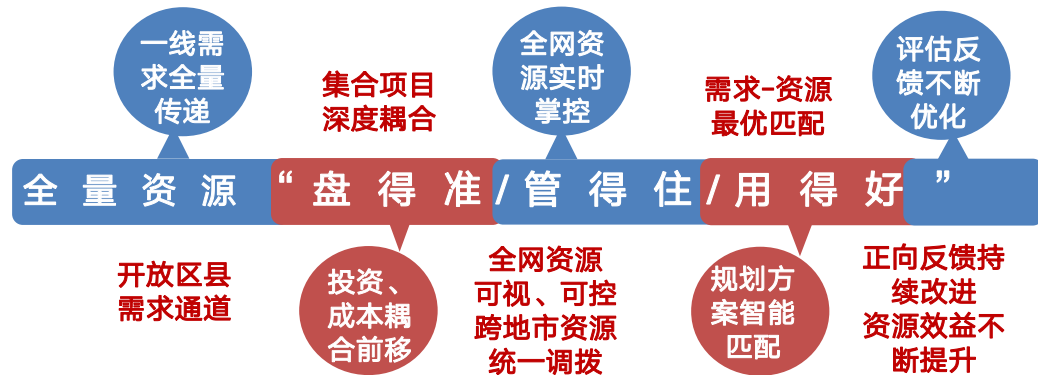 一线需
求全量
传递
集合项目
深度耦合
全网资
源实时
掌控
需求-资源
最优匹配
评估反
馈不断
优化
全量资源“盘得准/管得住/用得好”
开放区县
需求通道
投资、
成本耦
合前移
全网资源
可视、可控
跨地市资源
统一调拨
规划方
案智能
匹配
正向反馈持
续改进
资源效益不
断提升